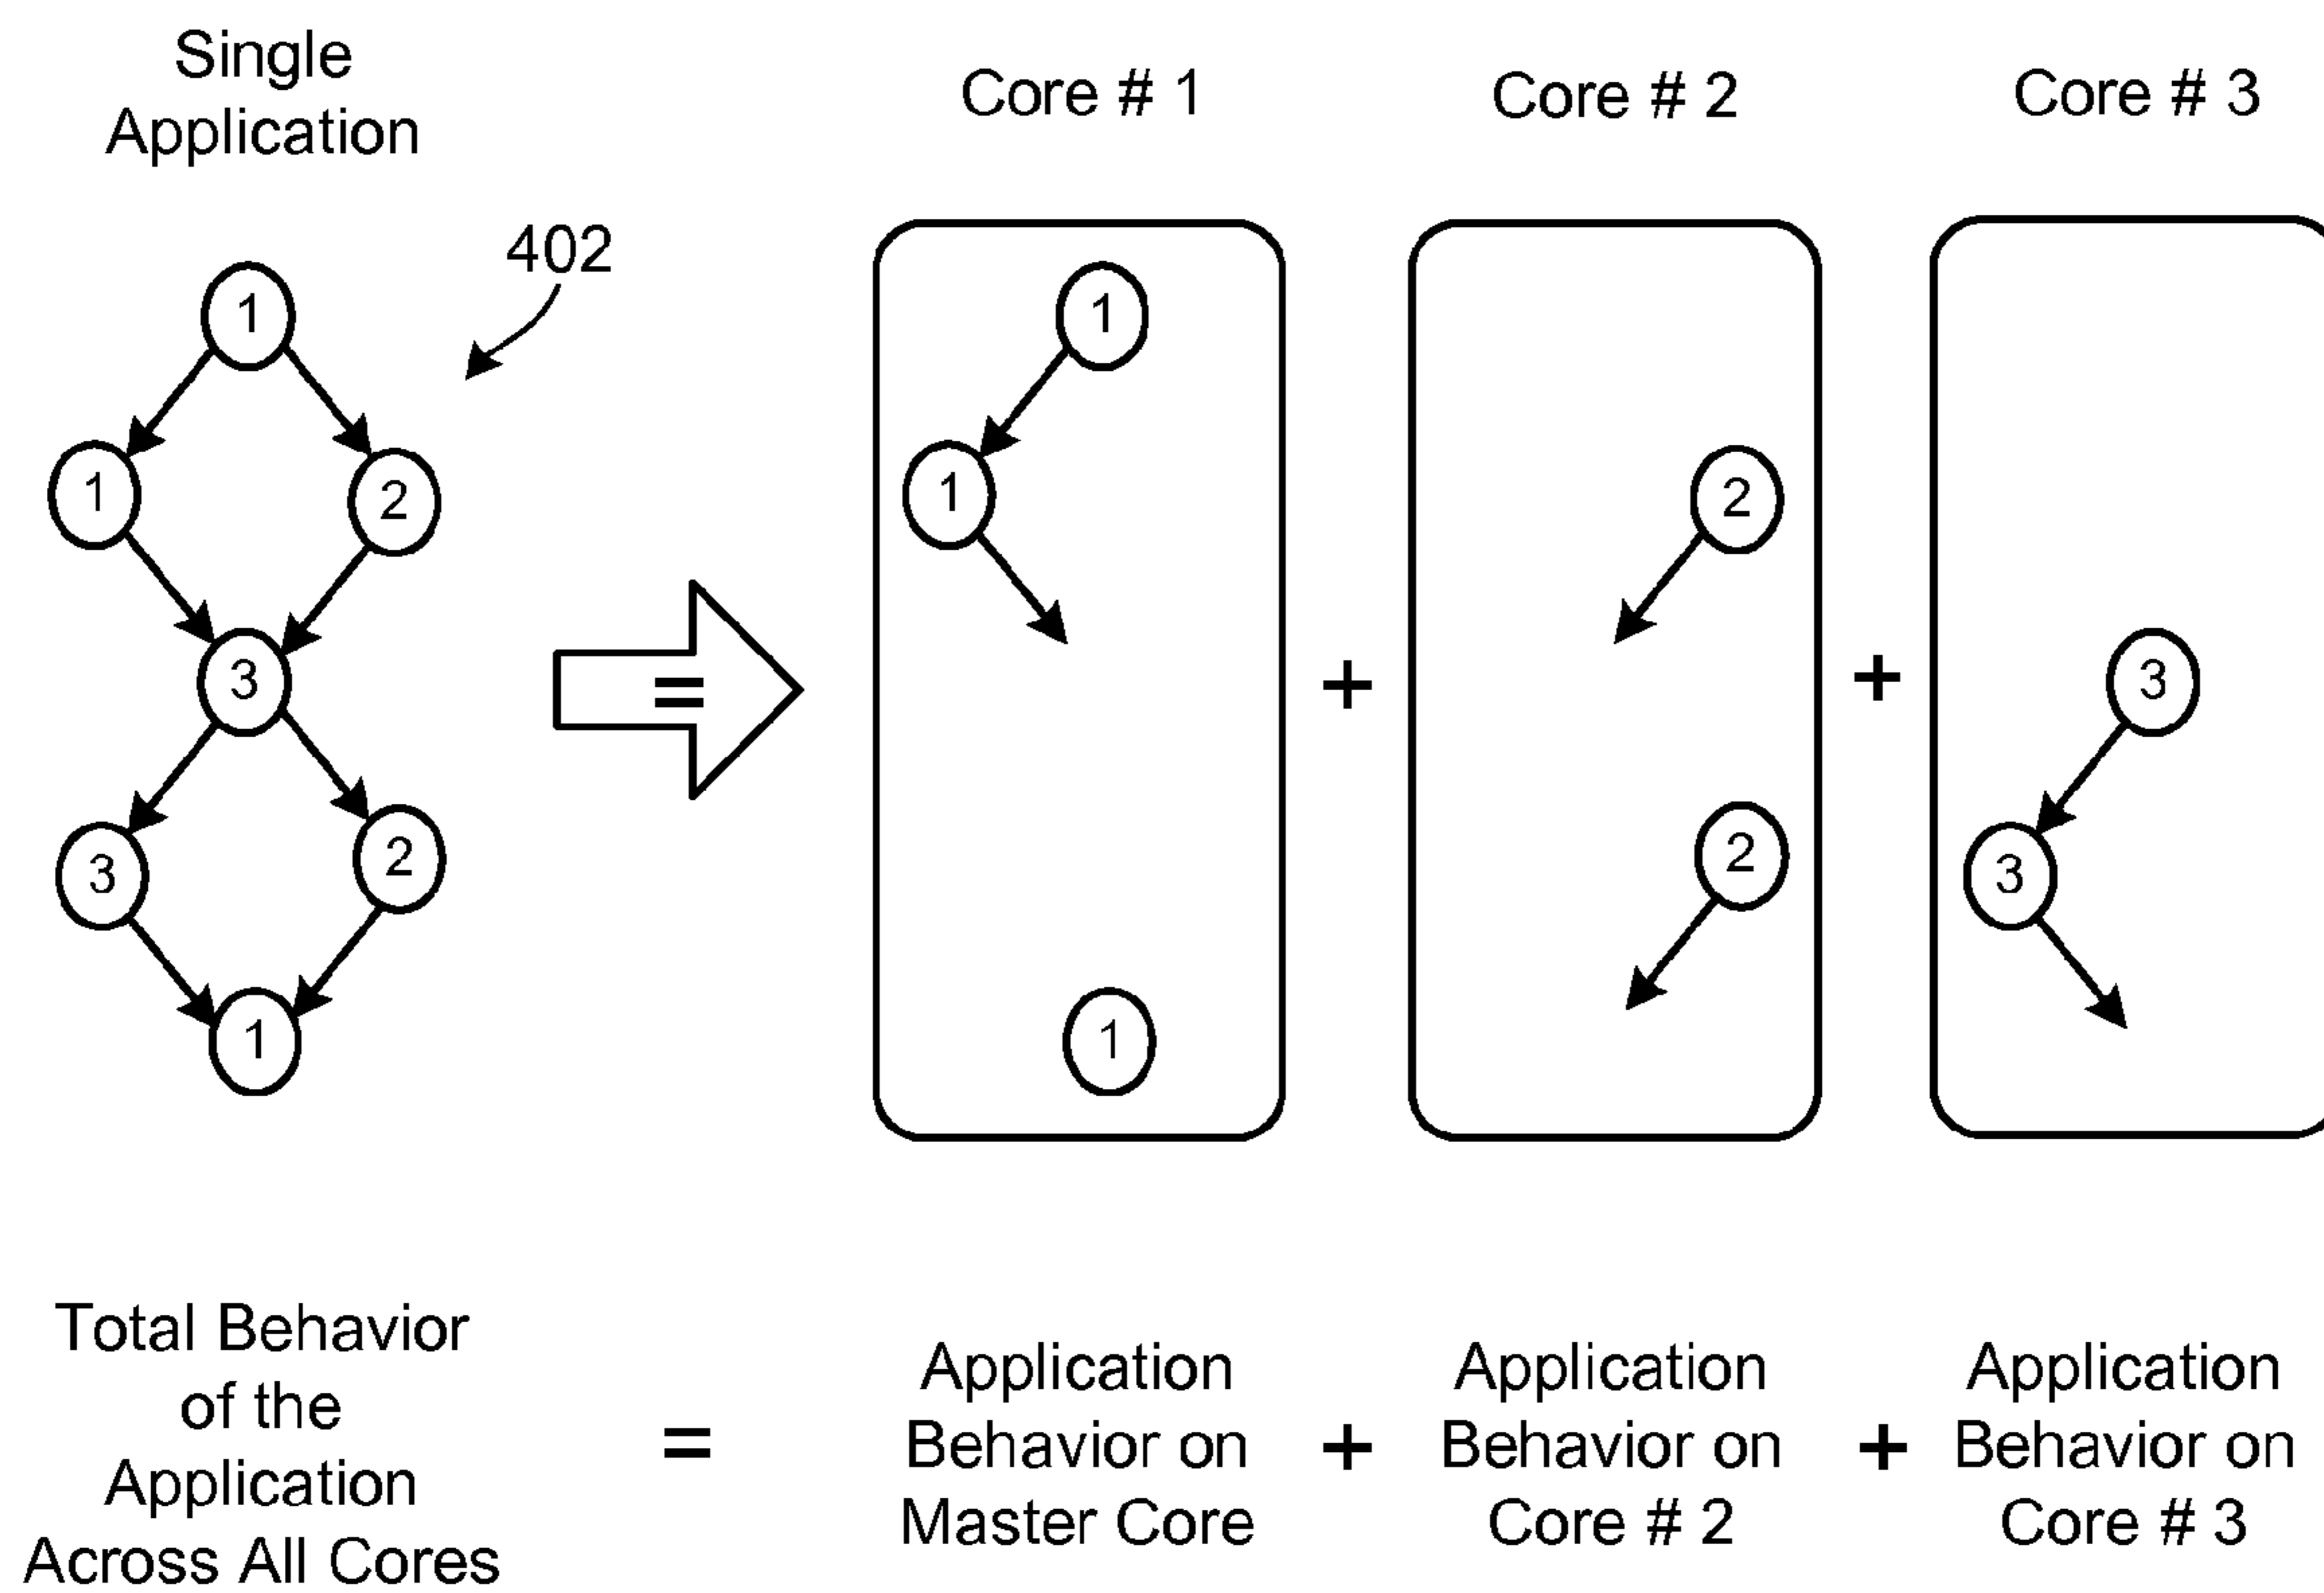 Single
Application
Core # 1
Core # 2
Core # 3
402
1
1
2
3
3
2
1
=
1
1
1
+
2
2
+
3
3
Total Behavior
of the
Application
Across All Cores
=
Application
Behavior on
Master Core
+
Application
Behavior on
Core # 2
+
Application
Behavior on
Core # 3